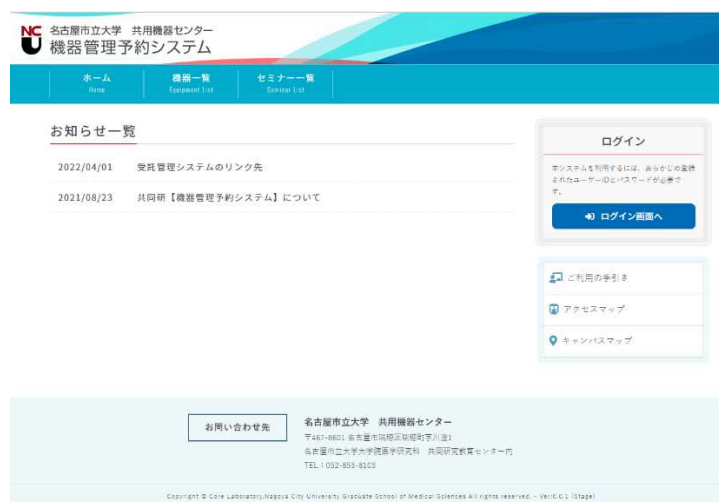 NC
U
名古屋市立大学 共用機器センター
機器管理予約システム
ホーム
Home
機器一覧
Equipment List
セミナー一覧
Seminar List
お知らせ一覧
2022/04/01 受託管理システムのリンク先
2021/08/23 共同研【機器管理予約システム】について
ログイン
本システムを利用するには、あらかじめ登録
されたユーザーIDとパスワードが必要で
す。
ログイン画面へ
ご利用の手引き
アクセスマップ
キャンパスマップ
お問い合わせ先
名古屋市立大学 共用機器センター
〒467-8601 名古屋市瑞穂区瑞穂町字川澄1
名古屋市立大学大学院医学研究科 共同研究教育センター内
TEL:052-853-8103
Copyright © Core Laboratory,Nagoya City University Graduate School of Medical Sciences All rights reserved. - Ver:0.0.1 (Stage)